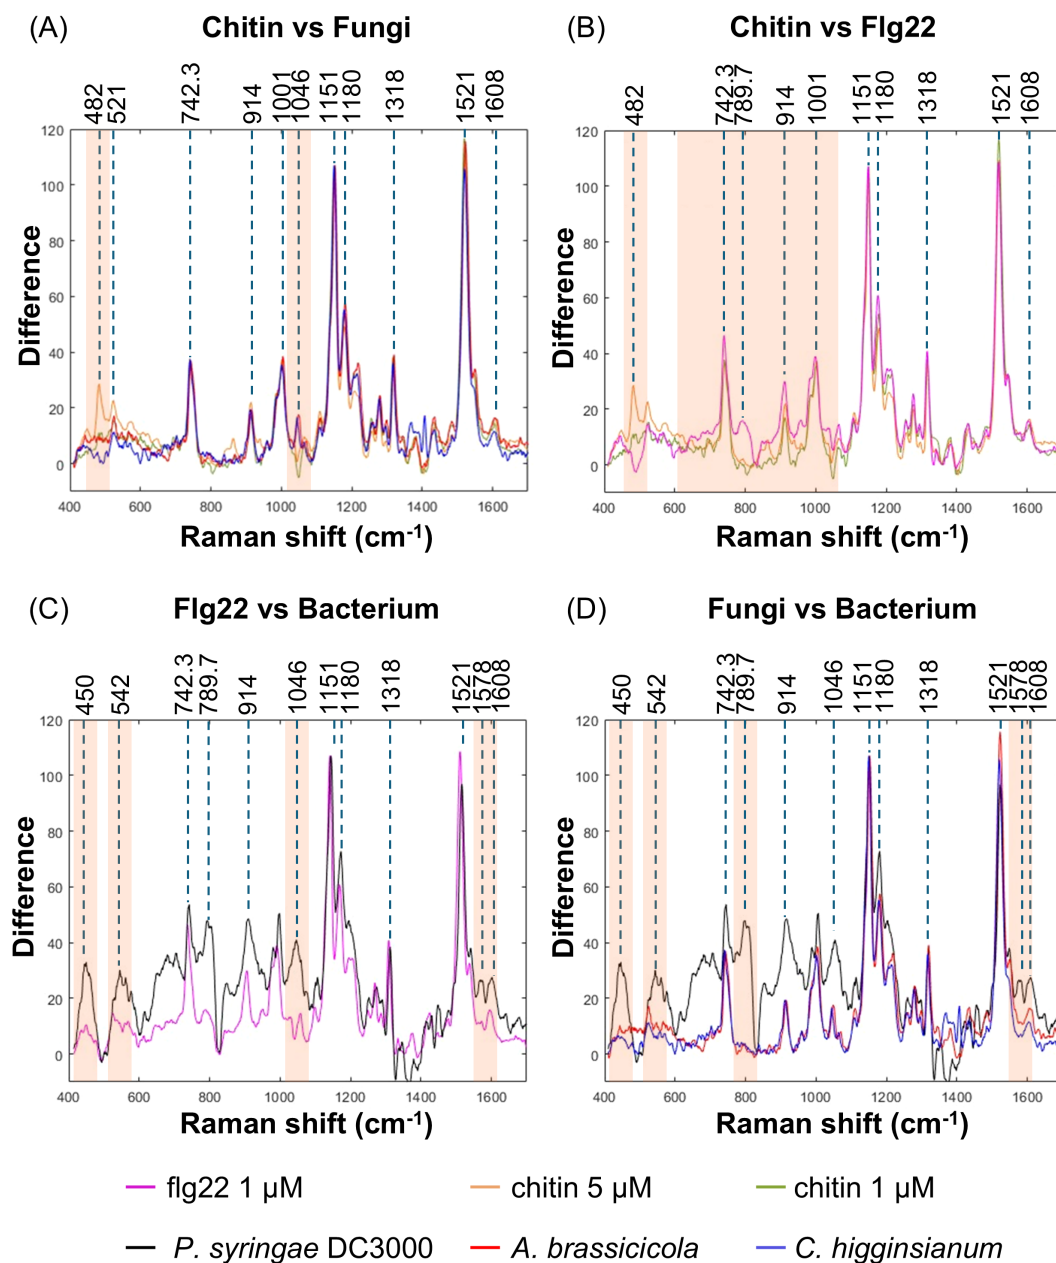 (A) Chitin vs Fungi
482 521 742.3 914 1001 1046 1151 1180 1318 1521 1608
120
100
80
60
40
20
0
Difference
400 600 800 1000 1200 1400 1600
Raman shift (cm-1)
(B) Chitin vs Flg22
482 742.3 789.7 914 1001 1151 1180 1318 1521 1608
120
100
80
60
40
20
0
Difference
400 600 800 1000 1200 1400 1600
Raman shift (cm-1)
(C) Flg22 vs Bacterium
450 542 742.3 789.7 914 1046 1151 1180 1318 1521 1578 1608
120
100
80
60
40
20
0
Difference
400 600 800 1000 1200 1400 1600
Raman shift (cm-1)
(D) Fungi vs Bacterium
450 542 742.3 789.7 914 1046 1151 1180 1318 1521 1578 1608
120
100
80
60
40
20
0
Difference
400 600 800 1000 1200 1400 1600
Raman shift (cm-1)
flg22 1 µM chitin 5 µM chitin 1 µM
P. syringae DC3000 A. brassicicola C. higginsianum